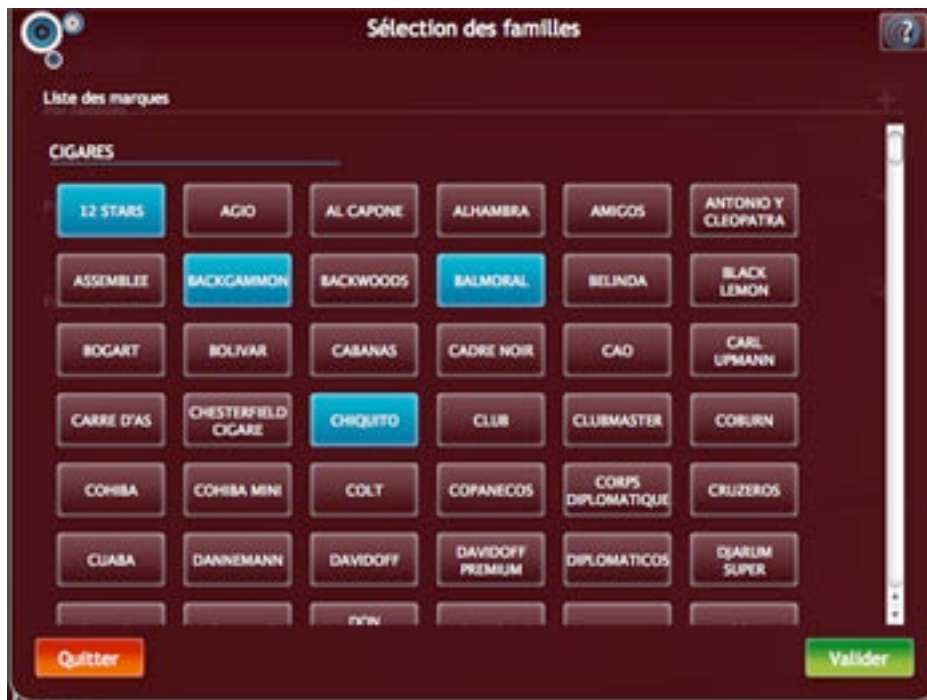 Sélection des familles
?
Liste des marques
CIGARES
12 STARS
AGIO
AL CAPONE
ALHAMBRA
AMIGOS
ANTONIO Y
CLEOPATRA
ASSEMBLEE
BACKGAMMON
BACKWOODS
BALMORAL
BELINDA
BLACK
LEMON
BOGART
BOLIVAR
CABANAS
CADRE NOIR
CAO
CARL
UPMANN
CARRE D'AS
CHESTERFIELD
CIGARE
CHIQUITO
CLUB
CLUBMASTER
COBURN
COHIBA
COHIBA MINI
COLT
COPANECOS
CORPS
DIPLOMATIQUE
CRUZEROS
CUABA
DANNEMANN
DAVIDOFF
DAVIDOFF
PREMIUM
DIPLOMATICOS
DJARUM
SUPER
DON
Quitter
Valider